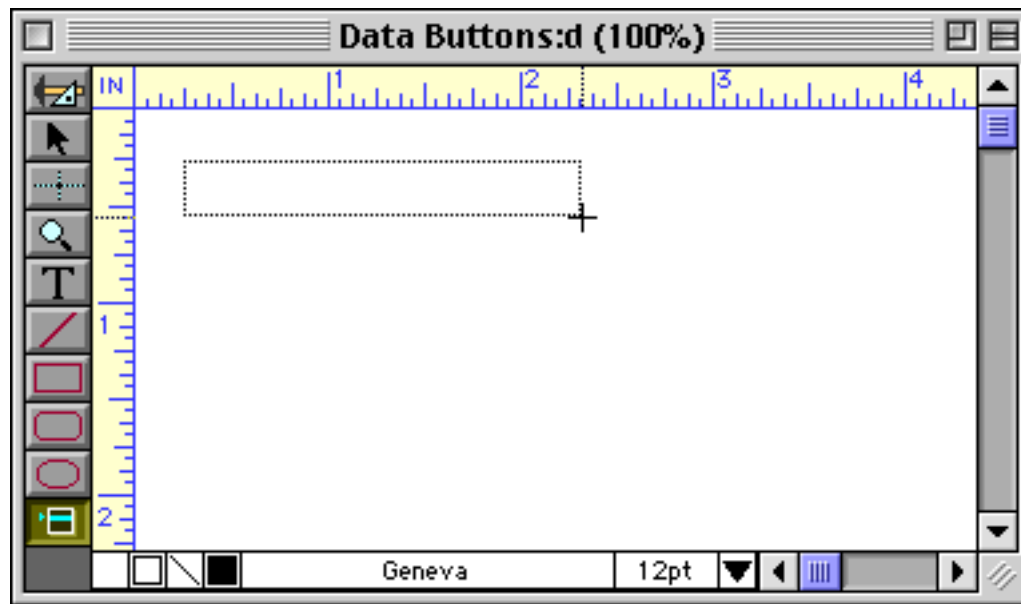 Data Buttons:d (100%)
IN 1 2 3 4
T
1
2
Geneva 12pt